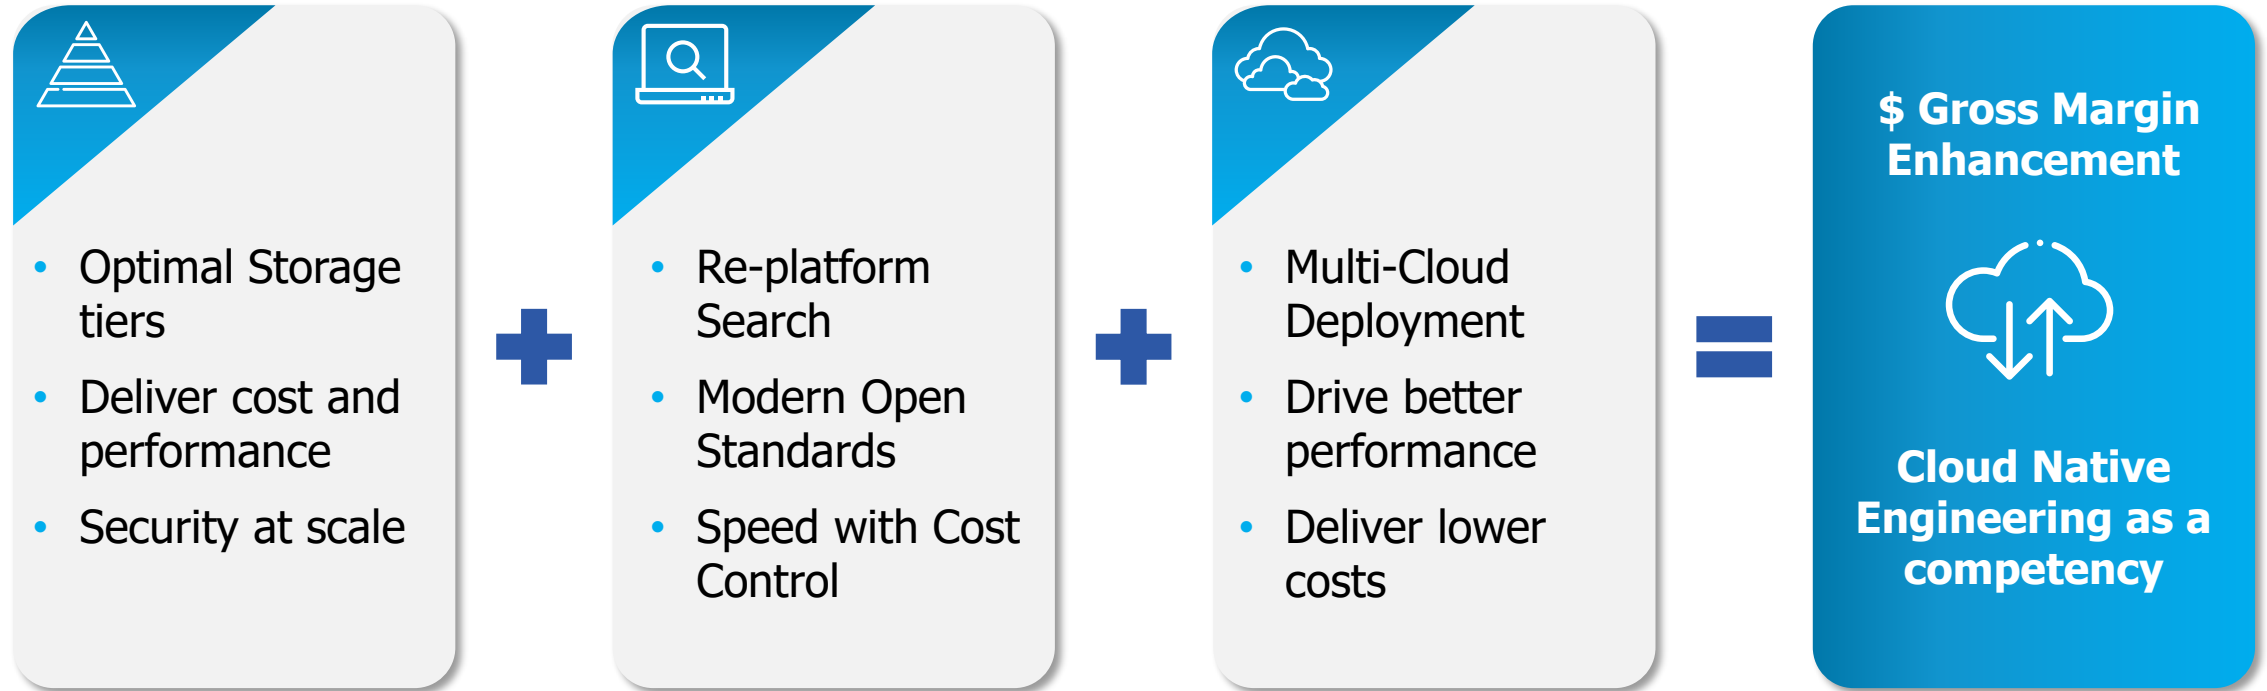 • Optimal Storage
tiers
• Deliver cost and
performance
• Security at scale
• Re-platform
Search
• Modern Open
Standards
• Speed with Cost
Control
• Multi-Cloud
Deployment
• Drive better
performance
• Deliver lower
costs
$ Gross Margin
Enhancement
Cloud Native
Engineering as a
competency